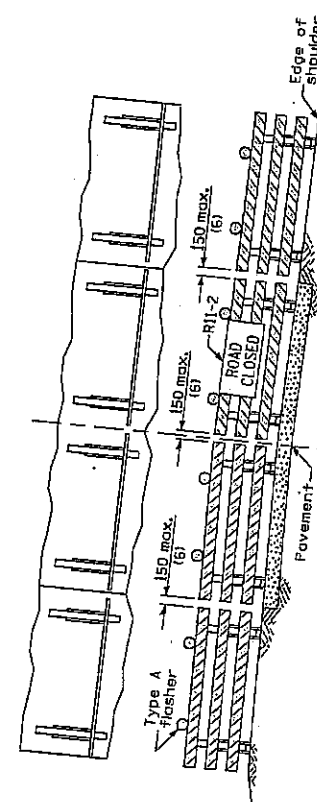 Edge of
shoulder
150 max.
(6)
R11-2
ROAD
CLOSED
150 max.
(6)
Pavement
150 max.
(6)
Type A
flasher